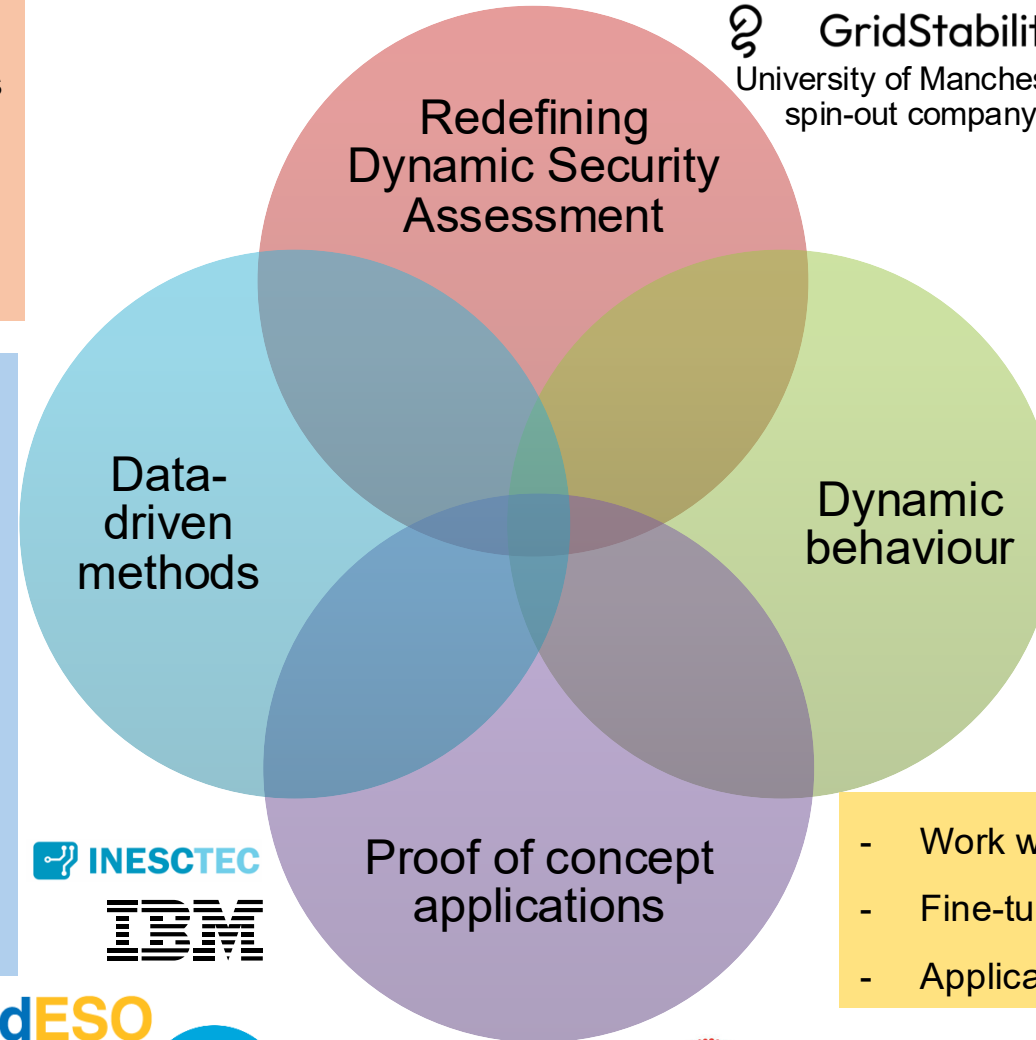 GridStabilit
University of Manches
spin-out company
s
Redefining
Dynamic Security
Assessment
Data-
driven
methods
Dynamic
behaviour
Proof of concept
applications
INESCTEC
IBM
dESO
- Work w
- Fine-tu
- Applica